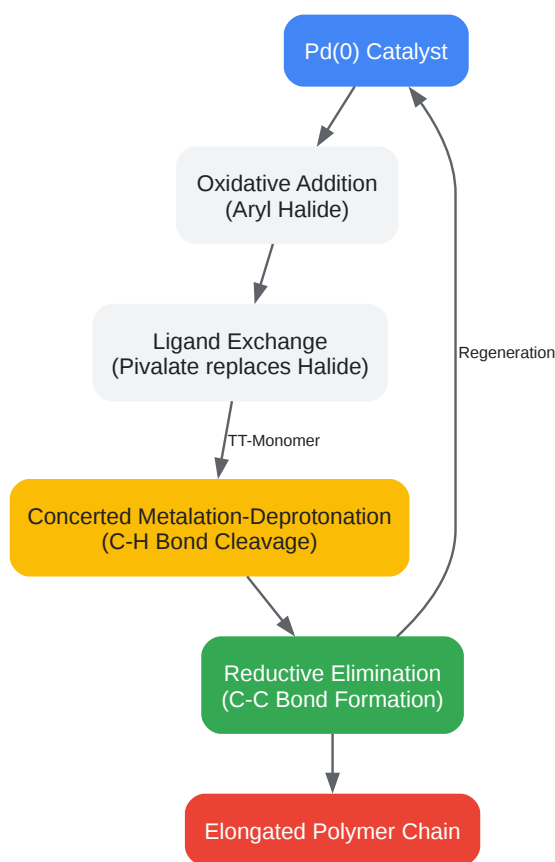 Pd(0) Catalyst
Oxidative Addition
(Aryl Halide)
Ligand Exchange
(Pivalate replaces Halide)
Regeneration
TT-Monomer
Concerted Metalation-Deprotonation
(C-H Bond Cleavage)
Reductive Elimination
(C-C Bond Formation)
Elongated Polymer Chain